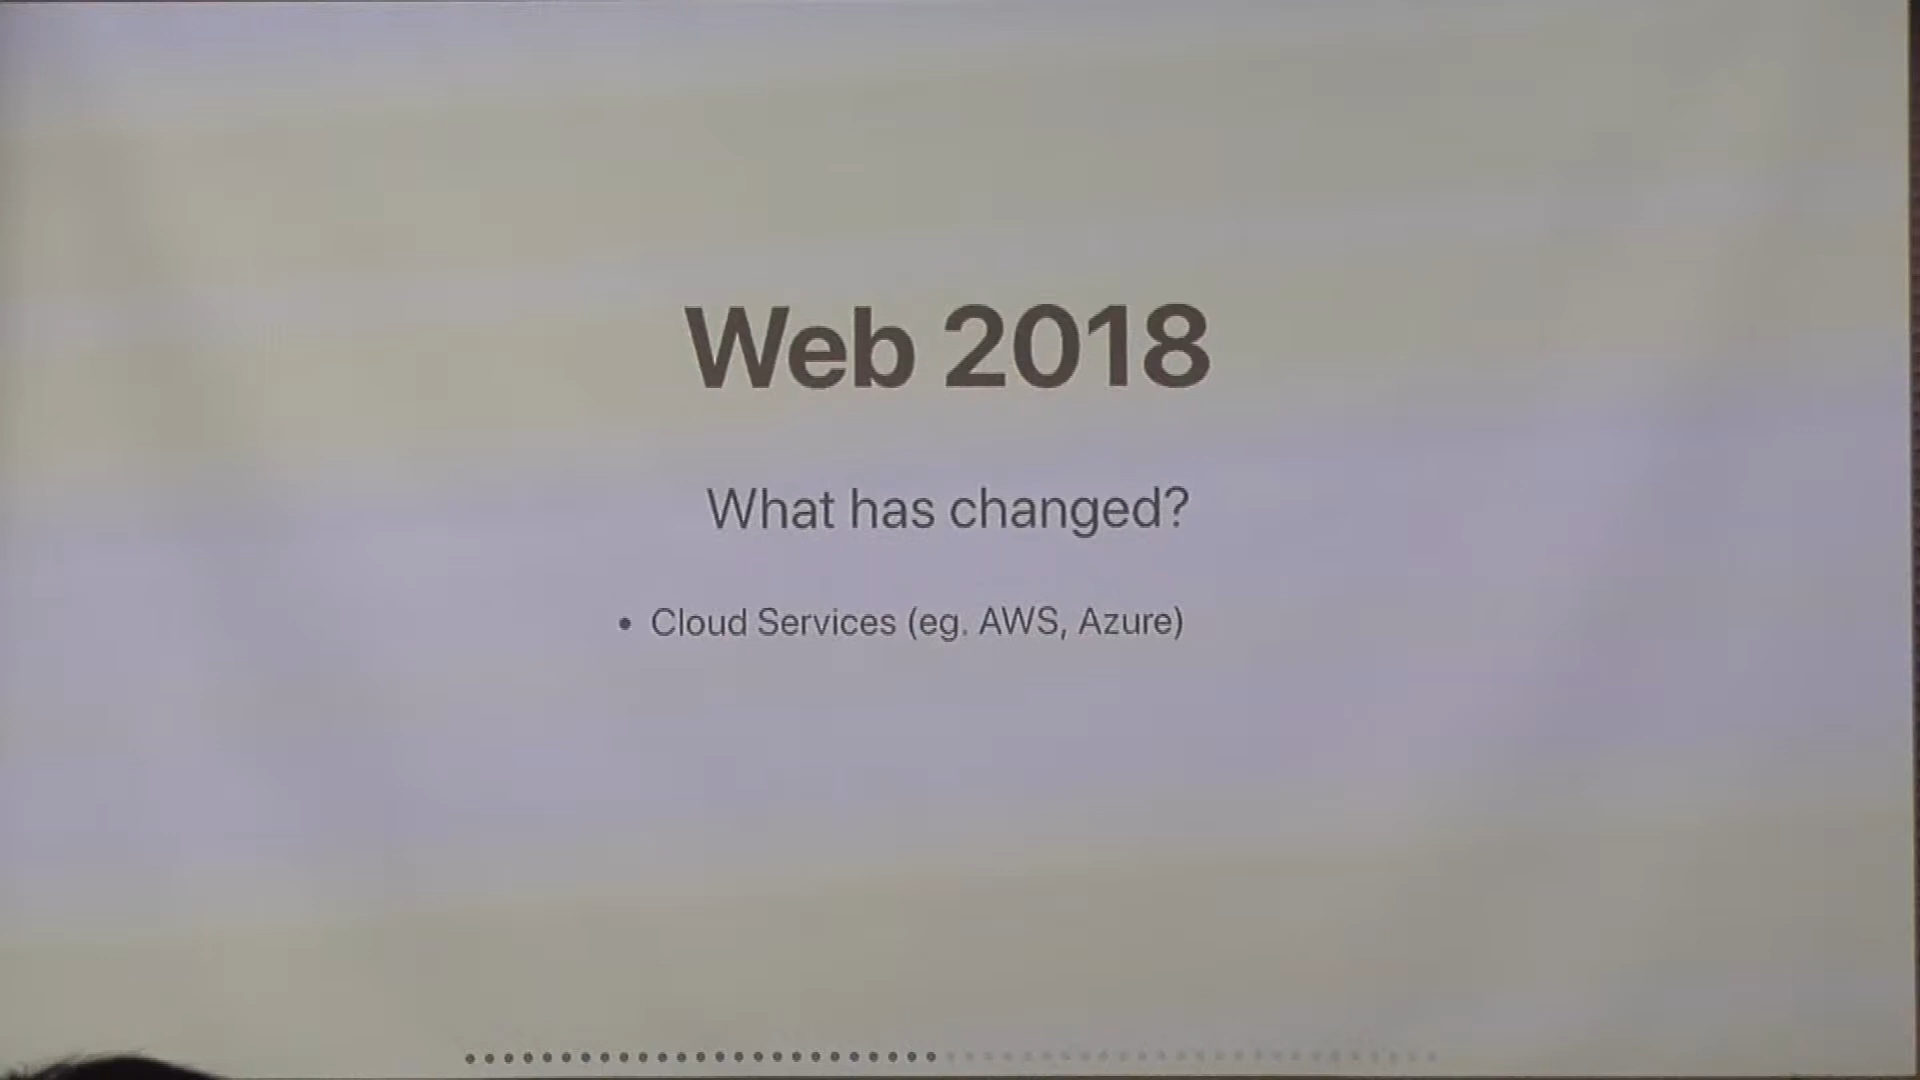 Web 2018
What has changed?
• Cloud Services (eg. AWS, Azure)